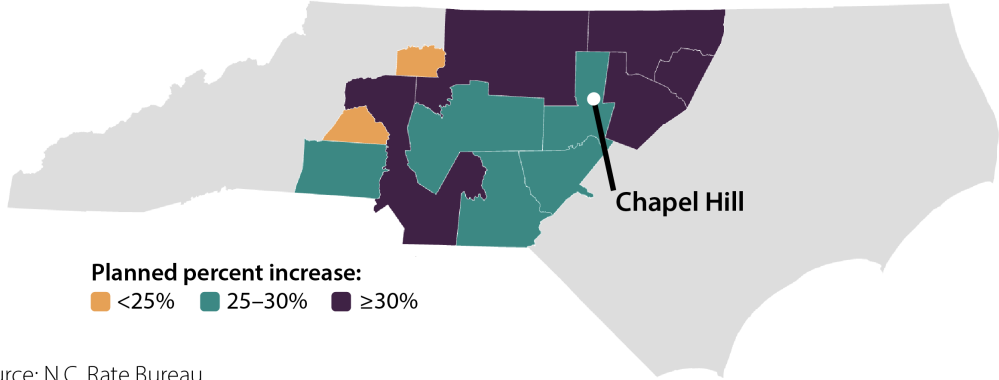 Chapel Hill
Planned percent increase:
<25% 25–30% ≥30%
urce: N.C. Rate Bureau